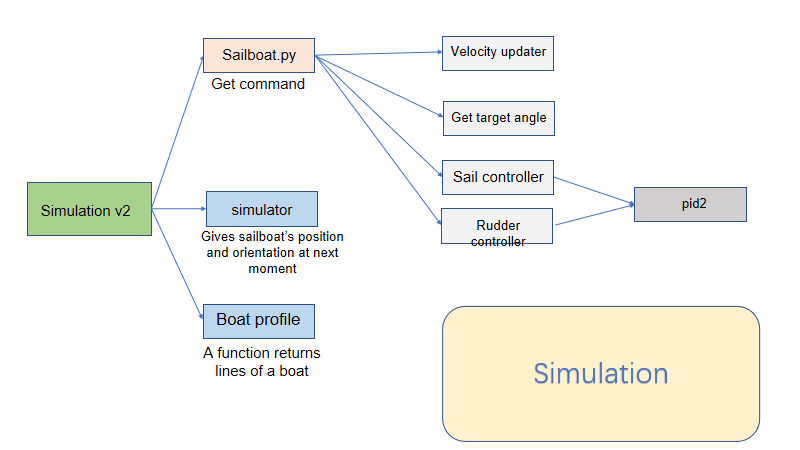 Sailboat.py
Get command
Velocity updater
Get target angle
Sail controller
Rudder
controller
pid2
Simulation v2
simulator
Gives sailboat's position
and orientation at next
moment
Boat profile
A function returns
lines of a boat
Simulation